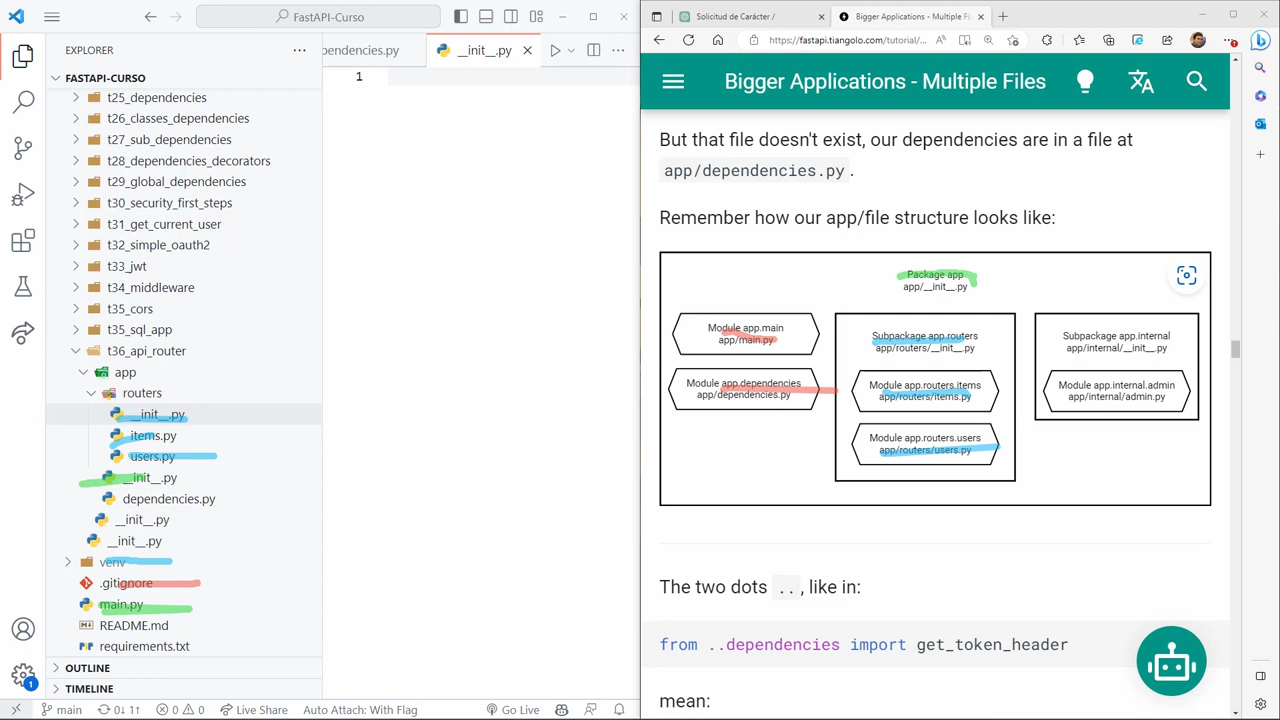 FastAPI-Curso
EXPLORER
FASTAPI-CURSO
t25_dependencies
t26_classes_dependencies
t27_sub_dependencies
t28_dependencies_decorators
t29_global_dependencies
t30_security_first_steps
t31_get_current_user
t32_simple_oauth2
t33_jwt
t34_middleware
t35_cors
t35_sql_app
t36_api_router
app
routers
__init__.py
items.py
users.py
__init__.py
dependencies.py
__init__.py
__init__.py
venv
.gitignore
main.py
README.md
requirements.txt
OUTLINE
TIMELINE
pendencies.py
__init__.py
1
main
0↓ 1↑
0
0
Live Share
Auto Attach: With Flag
Go Live
1
Solicitud de Carácter /
Bigger Applications - Multiple Fi
https://fastapi.tiangolo.com/tutorial/...
Bigger Applications - Multiple Files
But that file doesn't exist, our dependencies are in a file at
app/dependencies.py.
Remember how our app/file structure looks like:
Package app
app/__init__.py
Module app.main
app/main.py
Module app.dependencies
app/dependencies.py
Subpackage app.routers
app/routers/__init__.py
Module app.routers.items
app/routers/items.py
Module app.routers.users
app/routers/users.py
Subpackage app.internal
app/internal/__init__.py
Module app.internal.admin
app/internal/admin.py
The two dots .., like in:
from ..dependencies import get_token_header
mean: